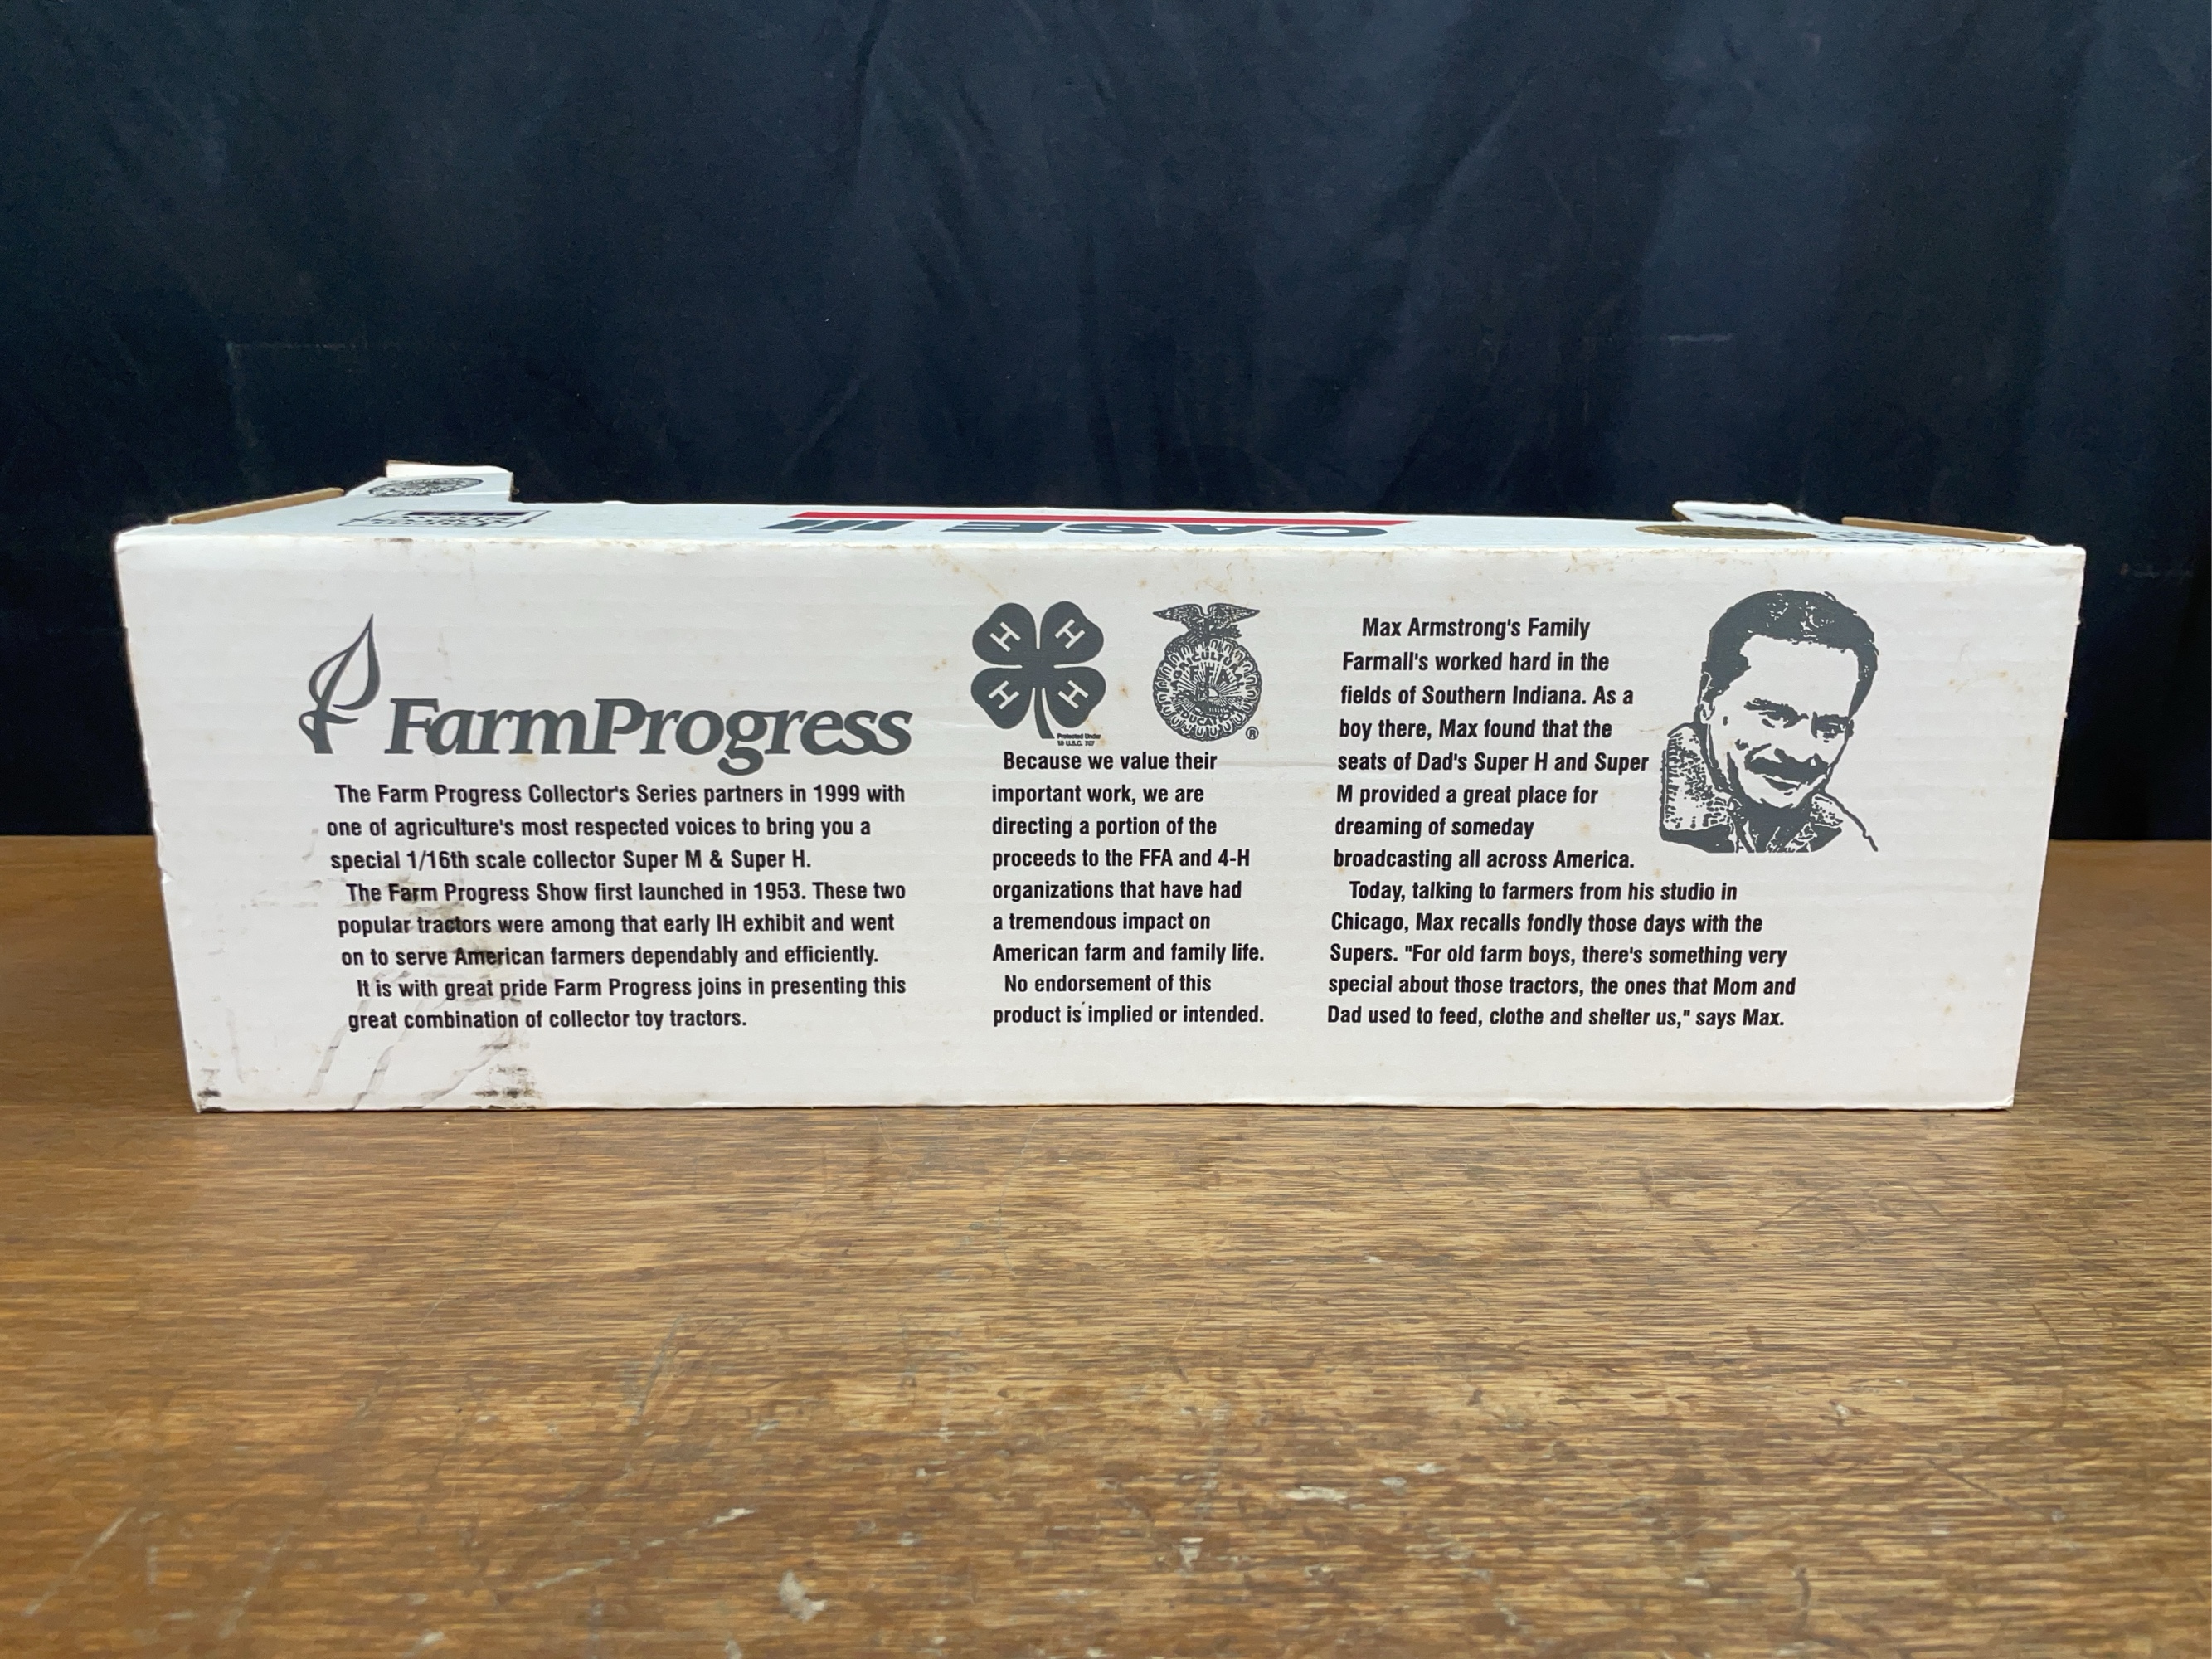 CASE III
FarmProgress
The Farm Progress Collector's Series partners in 1999 with
one of agriculture's most respected voices to bring you a
special 1/16th scale collector Super M & Super H.
The Farm Progress Show first launched in 1953. These two
popular tractors were among that early IH exhibit and went
on to serve American farmers dependably and efficiently.
It is with great pride Farm Progress joins in presenting this
great combination of collector toy tractors.
H H
H H
Protected Under
18 U.S.C. 707
AGRICULTURAL
FFA
EDUCATION
®
Because we value their
important work, we are
directing a portion of the
proceeds to the FFA and 4-H
organizations that have had
a tremendous impact on
American farm and family life.
No endorsement of this
product is implied or intended.
Max Armstrong's Family
Farmall's worked hard in the
fields of Southern Indiana. As a
boy there, Max found that the
seats of Dad's Super H and Super
M provided a great place for
dreaming of someday
broadcasting all across America.
Today, talking to farmers from his studio in
Chicago, Max recalls fondly those days with the
Supers. "For old farm boys, there's something very
special about those tractors, the ones that Mom and
Dad used to feed, clothe and shelter us," says Max.